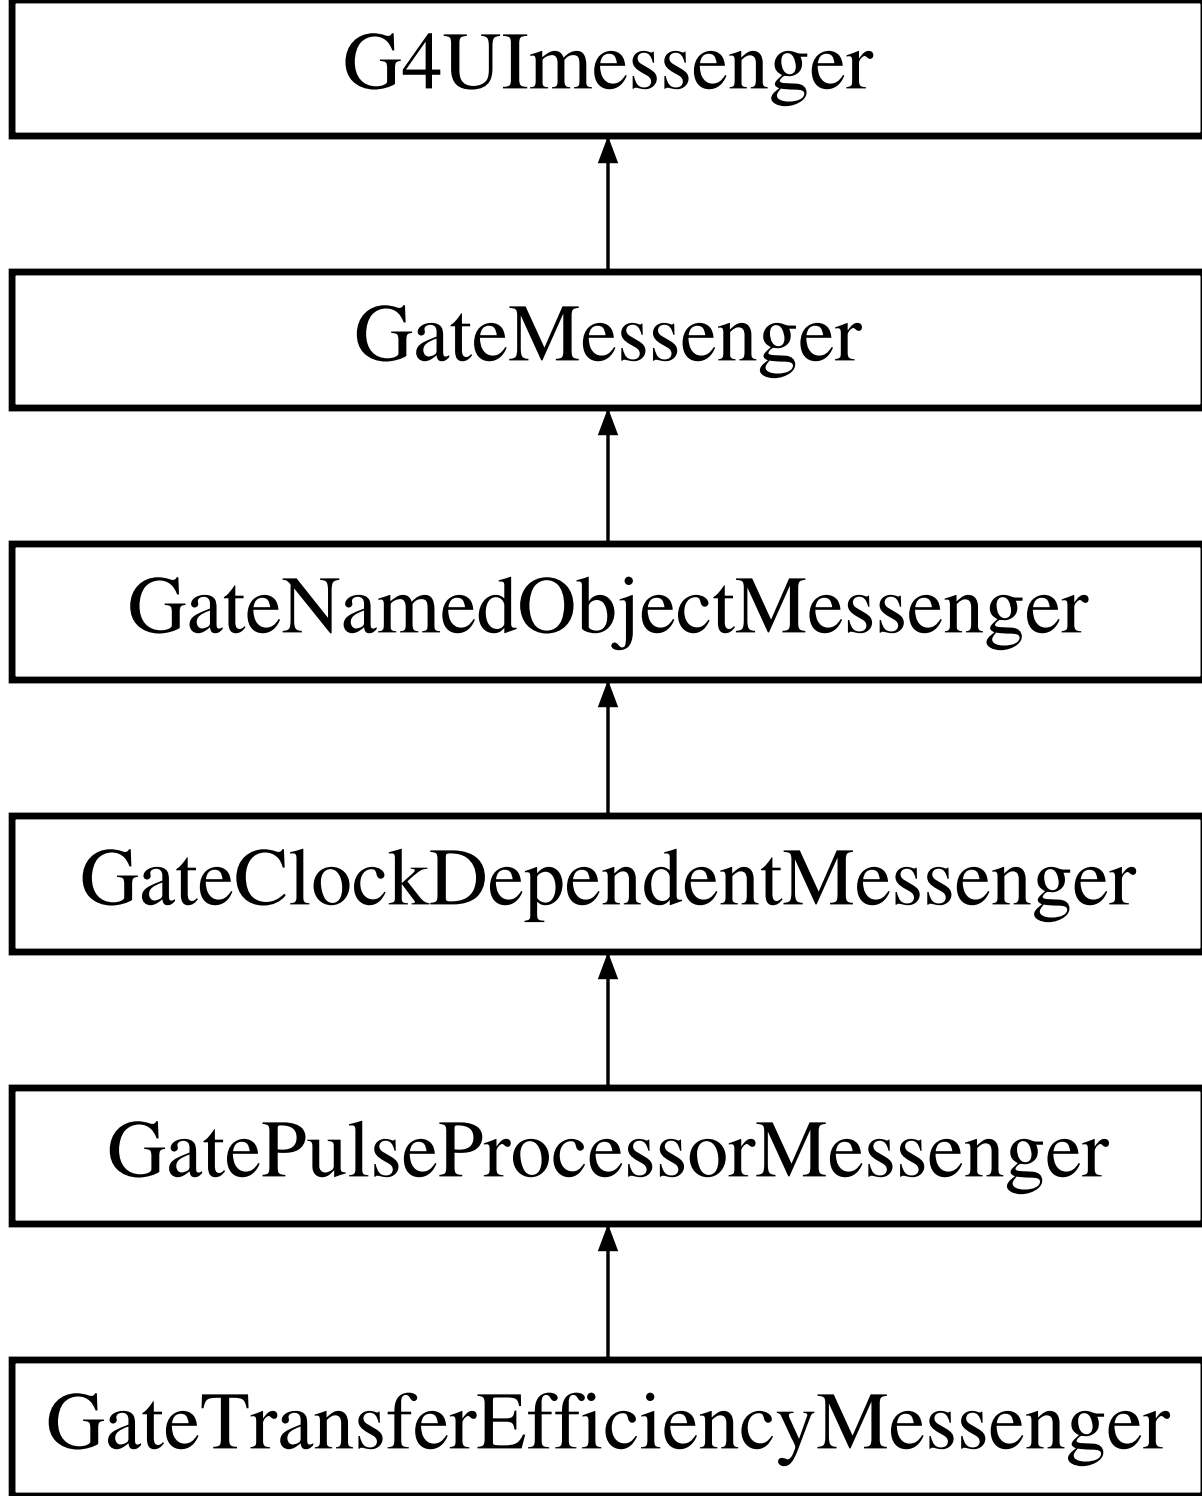 G4UImessenger
GateMessenger
GateNamedObjectMessenger
GateClockDependentMessenger
GatePulseProcessorMessenger
GateTransferEfficiencyMessenger